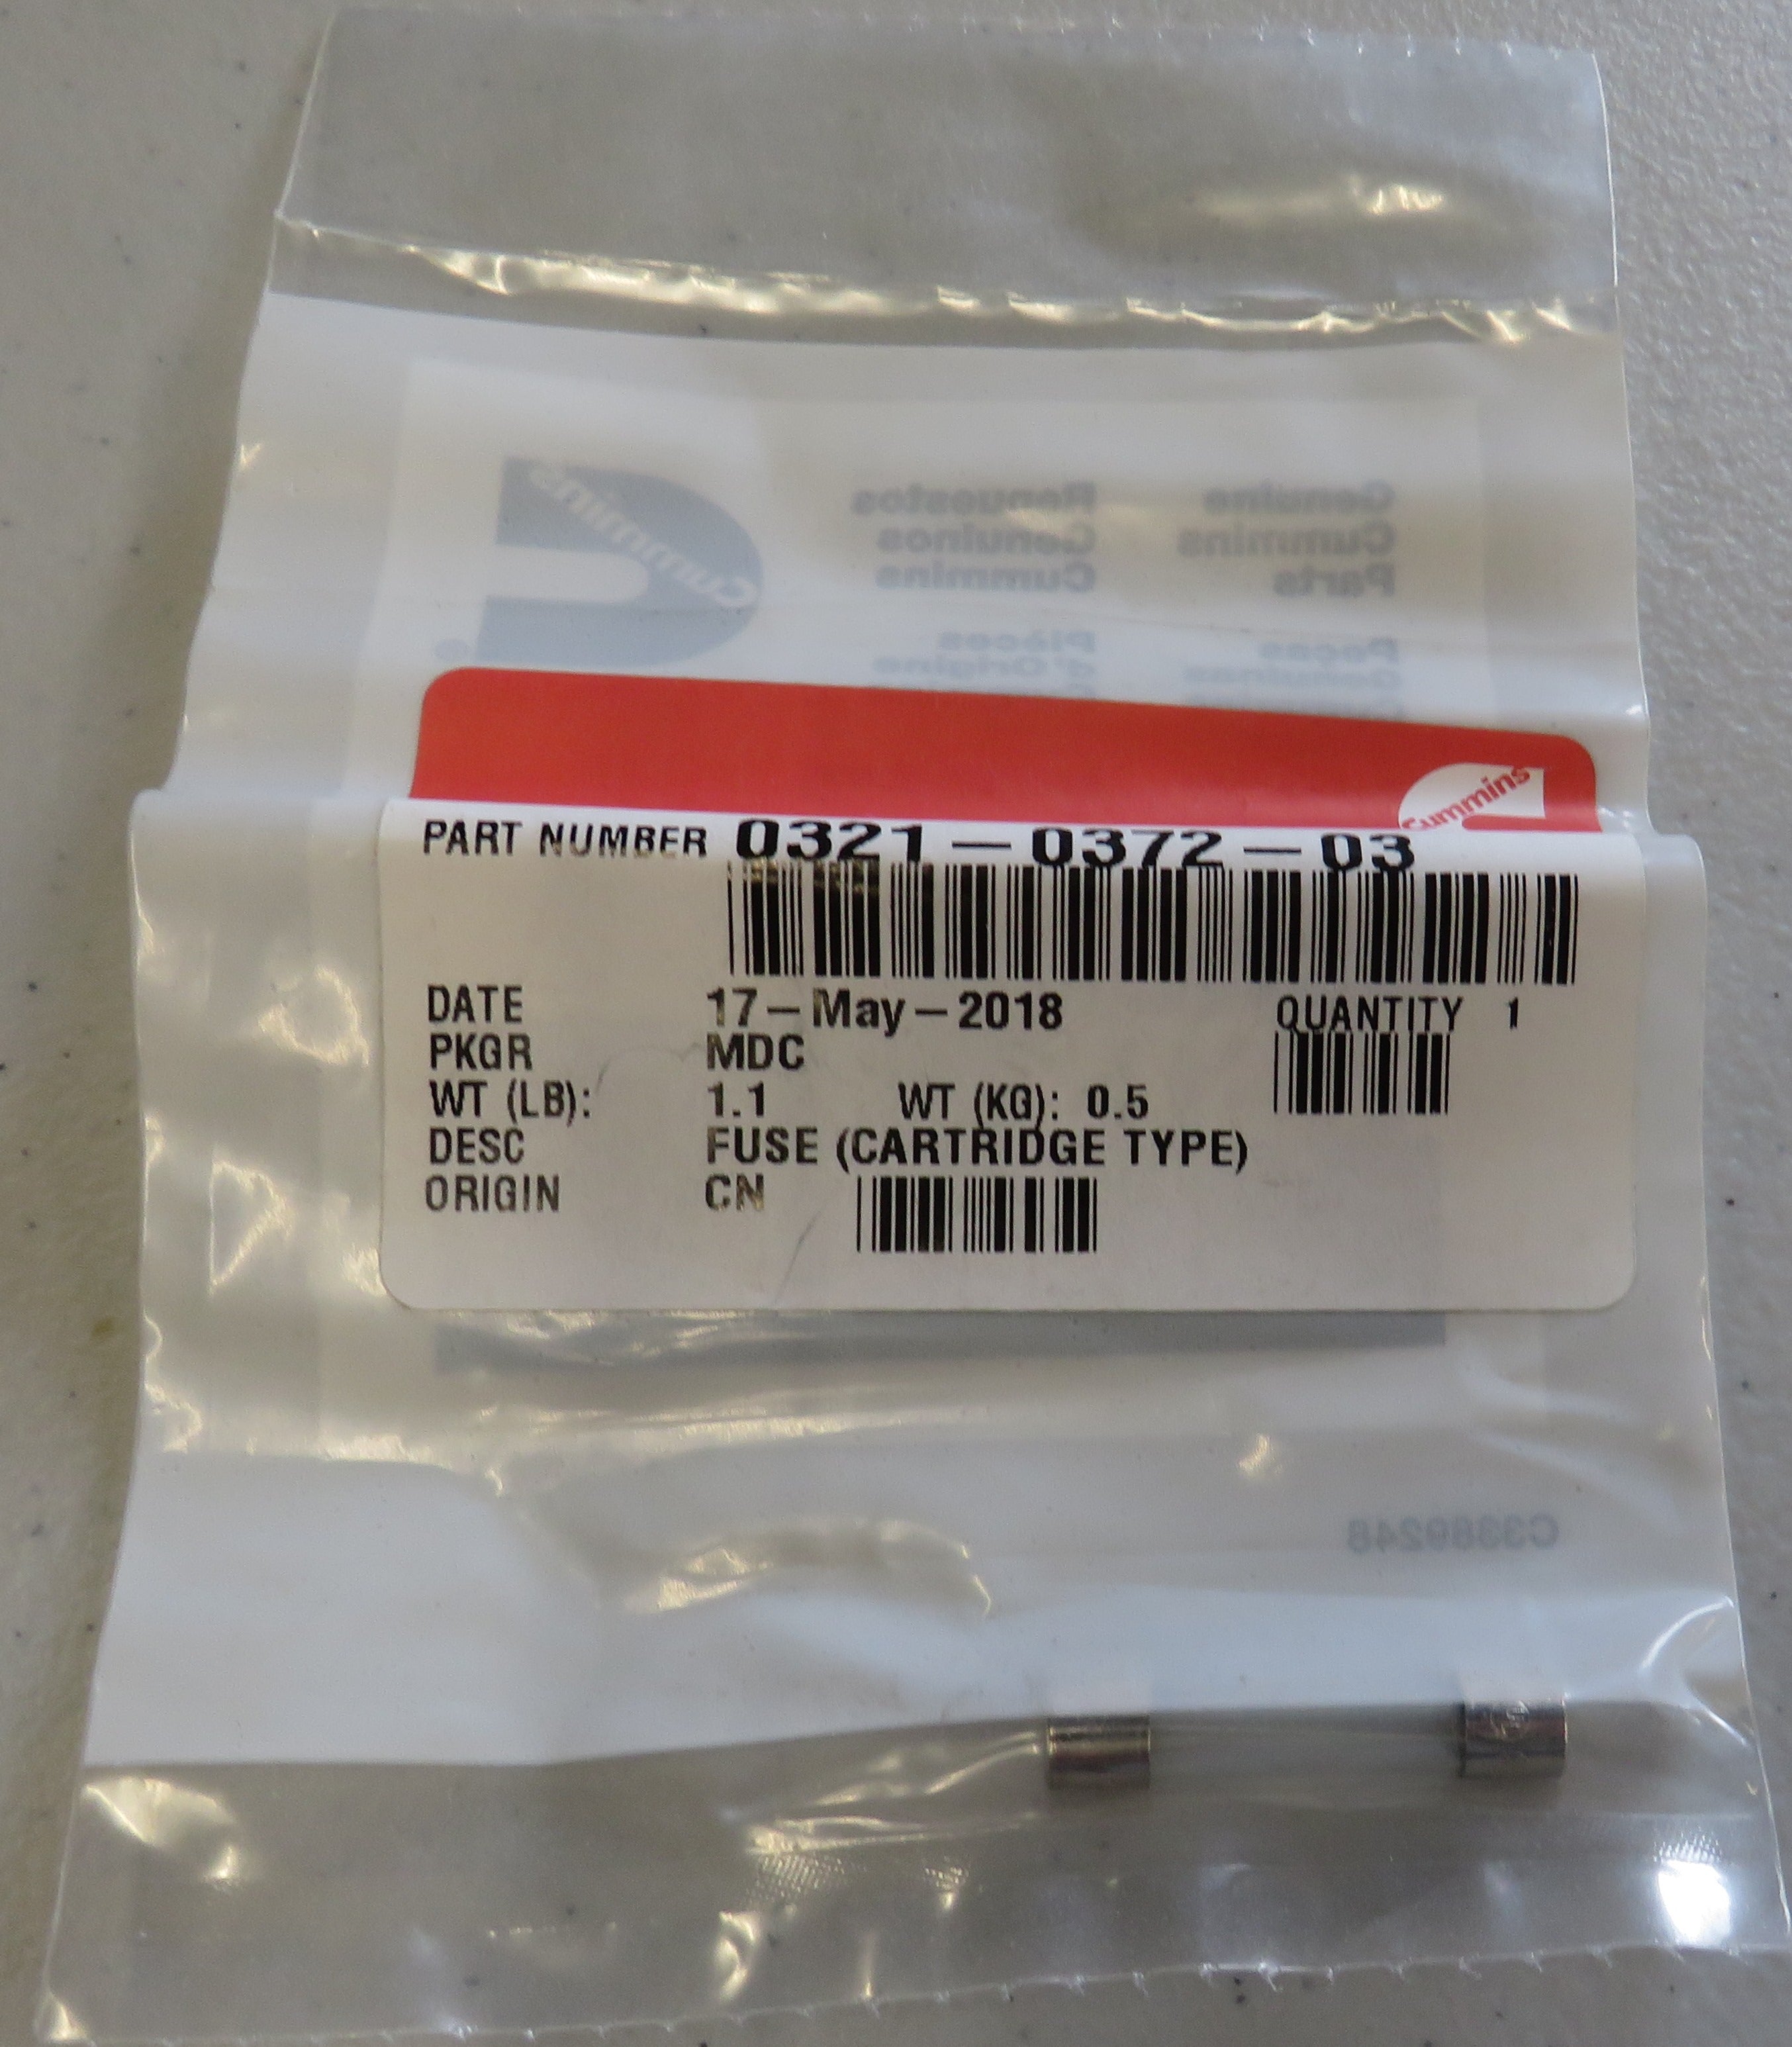 Genuine
Cummins
Parts
Repuestos
Genuinos
Cummins
Cummins
Peças
Genuinas
Pièces
d'Origine
Cummins
PART NUMBER 0321-0372-03
DATE 17-May-2018 QUANTITY 1
PKGR MDC
WT (LB): 1.1 WT (KG): 0.5
DESC FUSE (CARTRIDGE TYPE)
ORIGIN CN
C3389248